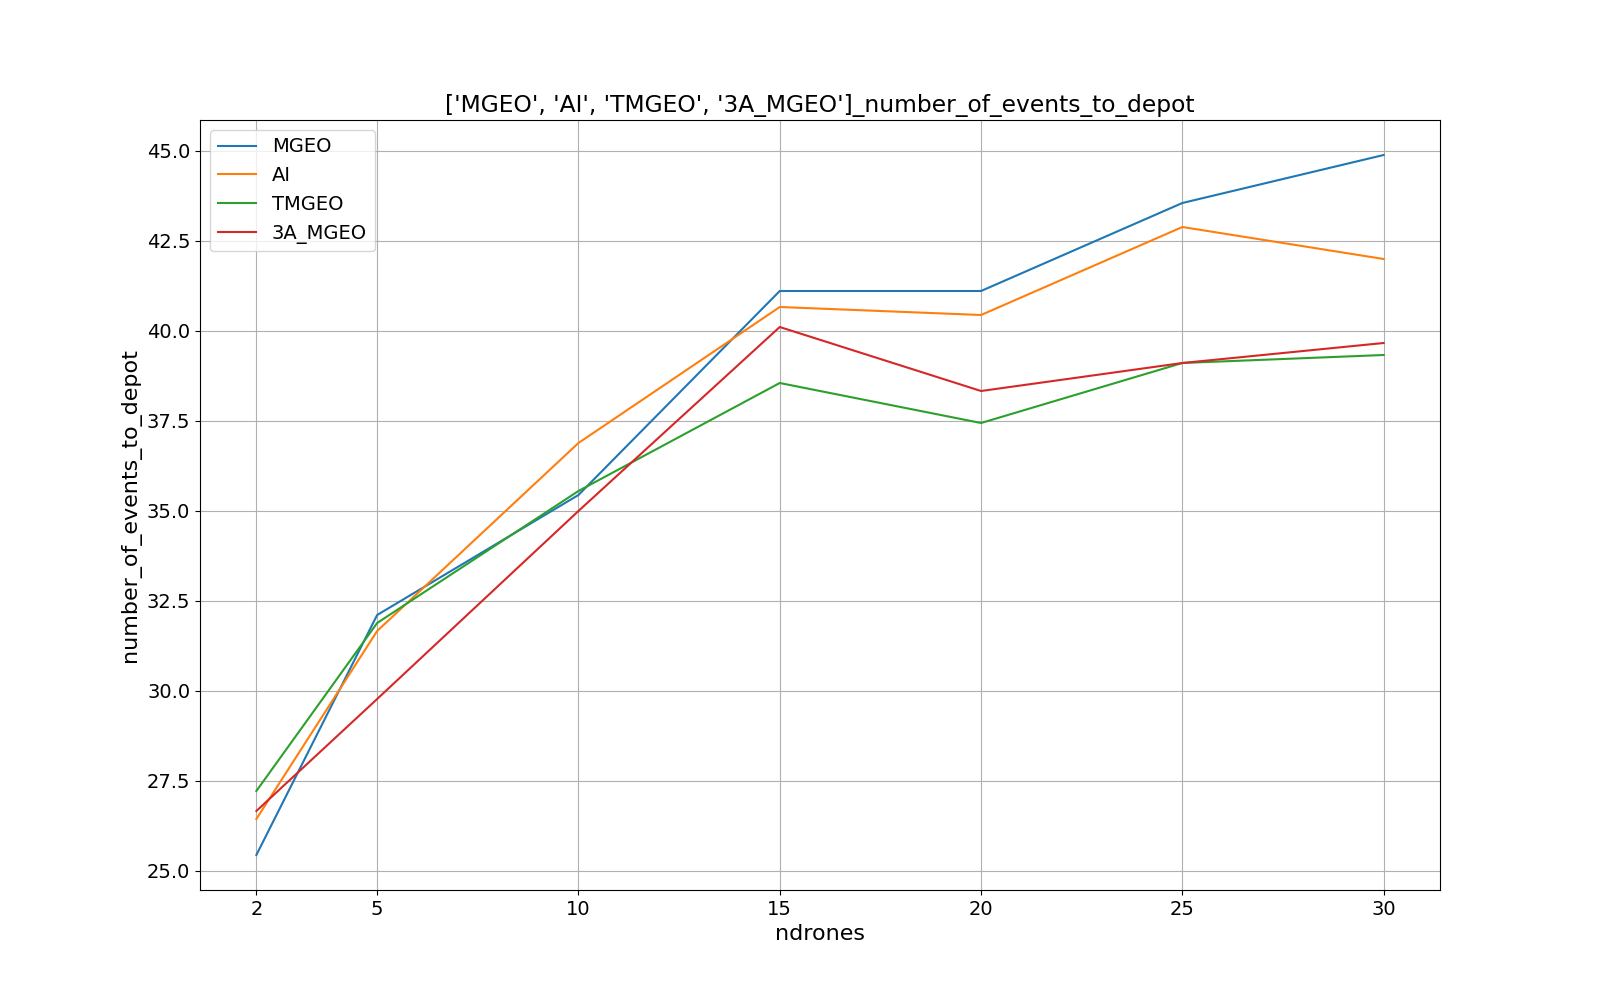 ['MGEO', 'AI', 'TMGEO', '3A_MGEO']_number_of_events_to_depot
MGEO
AI
TMGEO
3A_MGEO
45.0
42.5
40.0
37.5
35.0
32.5
30.0
27.5
25.0
number_of_events_to_depot
2 5 10 15 20 25 30
ndrones